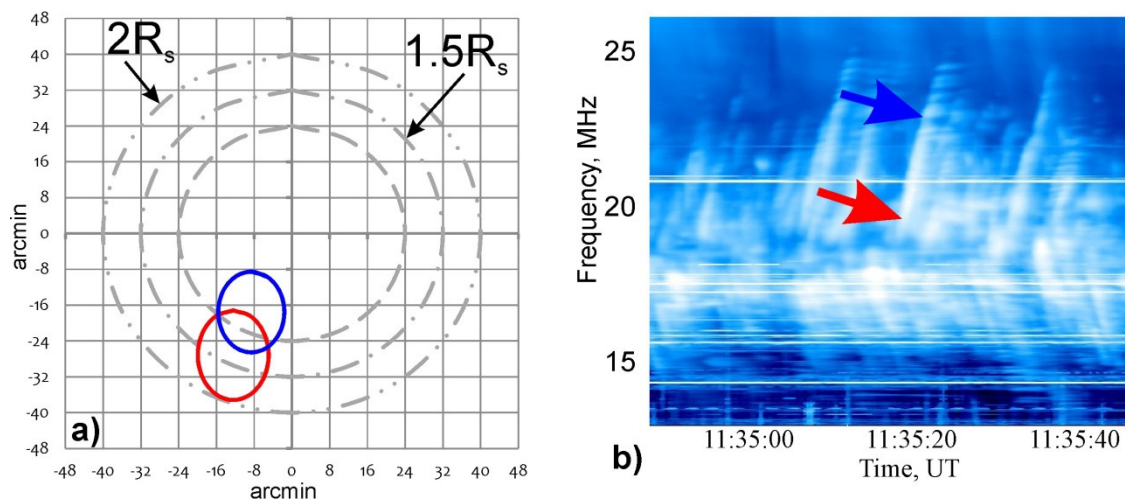 2Rs
1.5Rs
48
40
32
24
16
8
0
-8
-16
-24
-32
-40
-48
arcmin
-48 -40 -32 -24 -16 -8 0 8 16 24 32 40 48
arcmin
a)
25
20
15
Frequency, MHz
11:35:00 11:35:20 11:35:40
Time, UT
b)